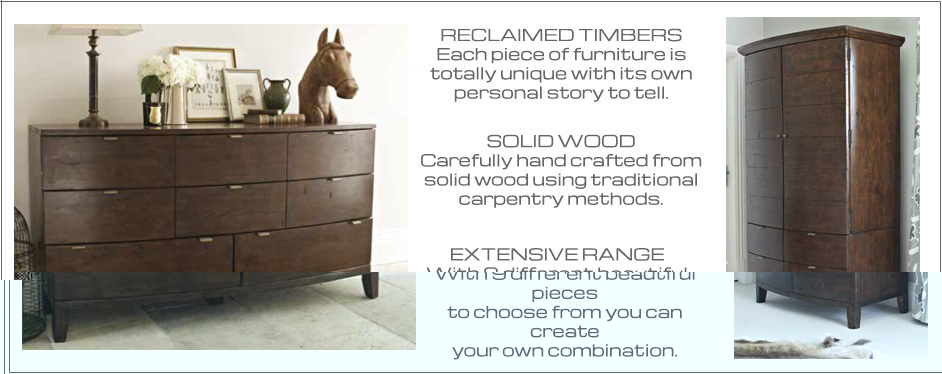 RECLAIMED TIMBERS
Each piece of furniture is
totally unique with its own
personal story to tell.
SOLID WOOD
Carefully hand crafted from
solid wood using traditional
carpentry methods.
EXTENSIVE RANGE
different beautiful
pieces
to choose from you can
create
your own combination.